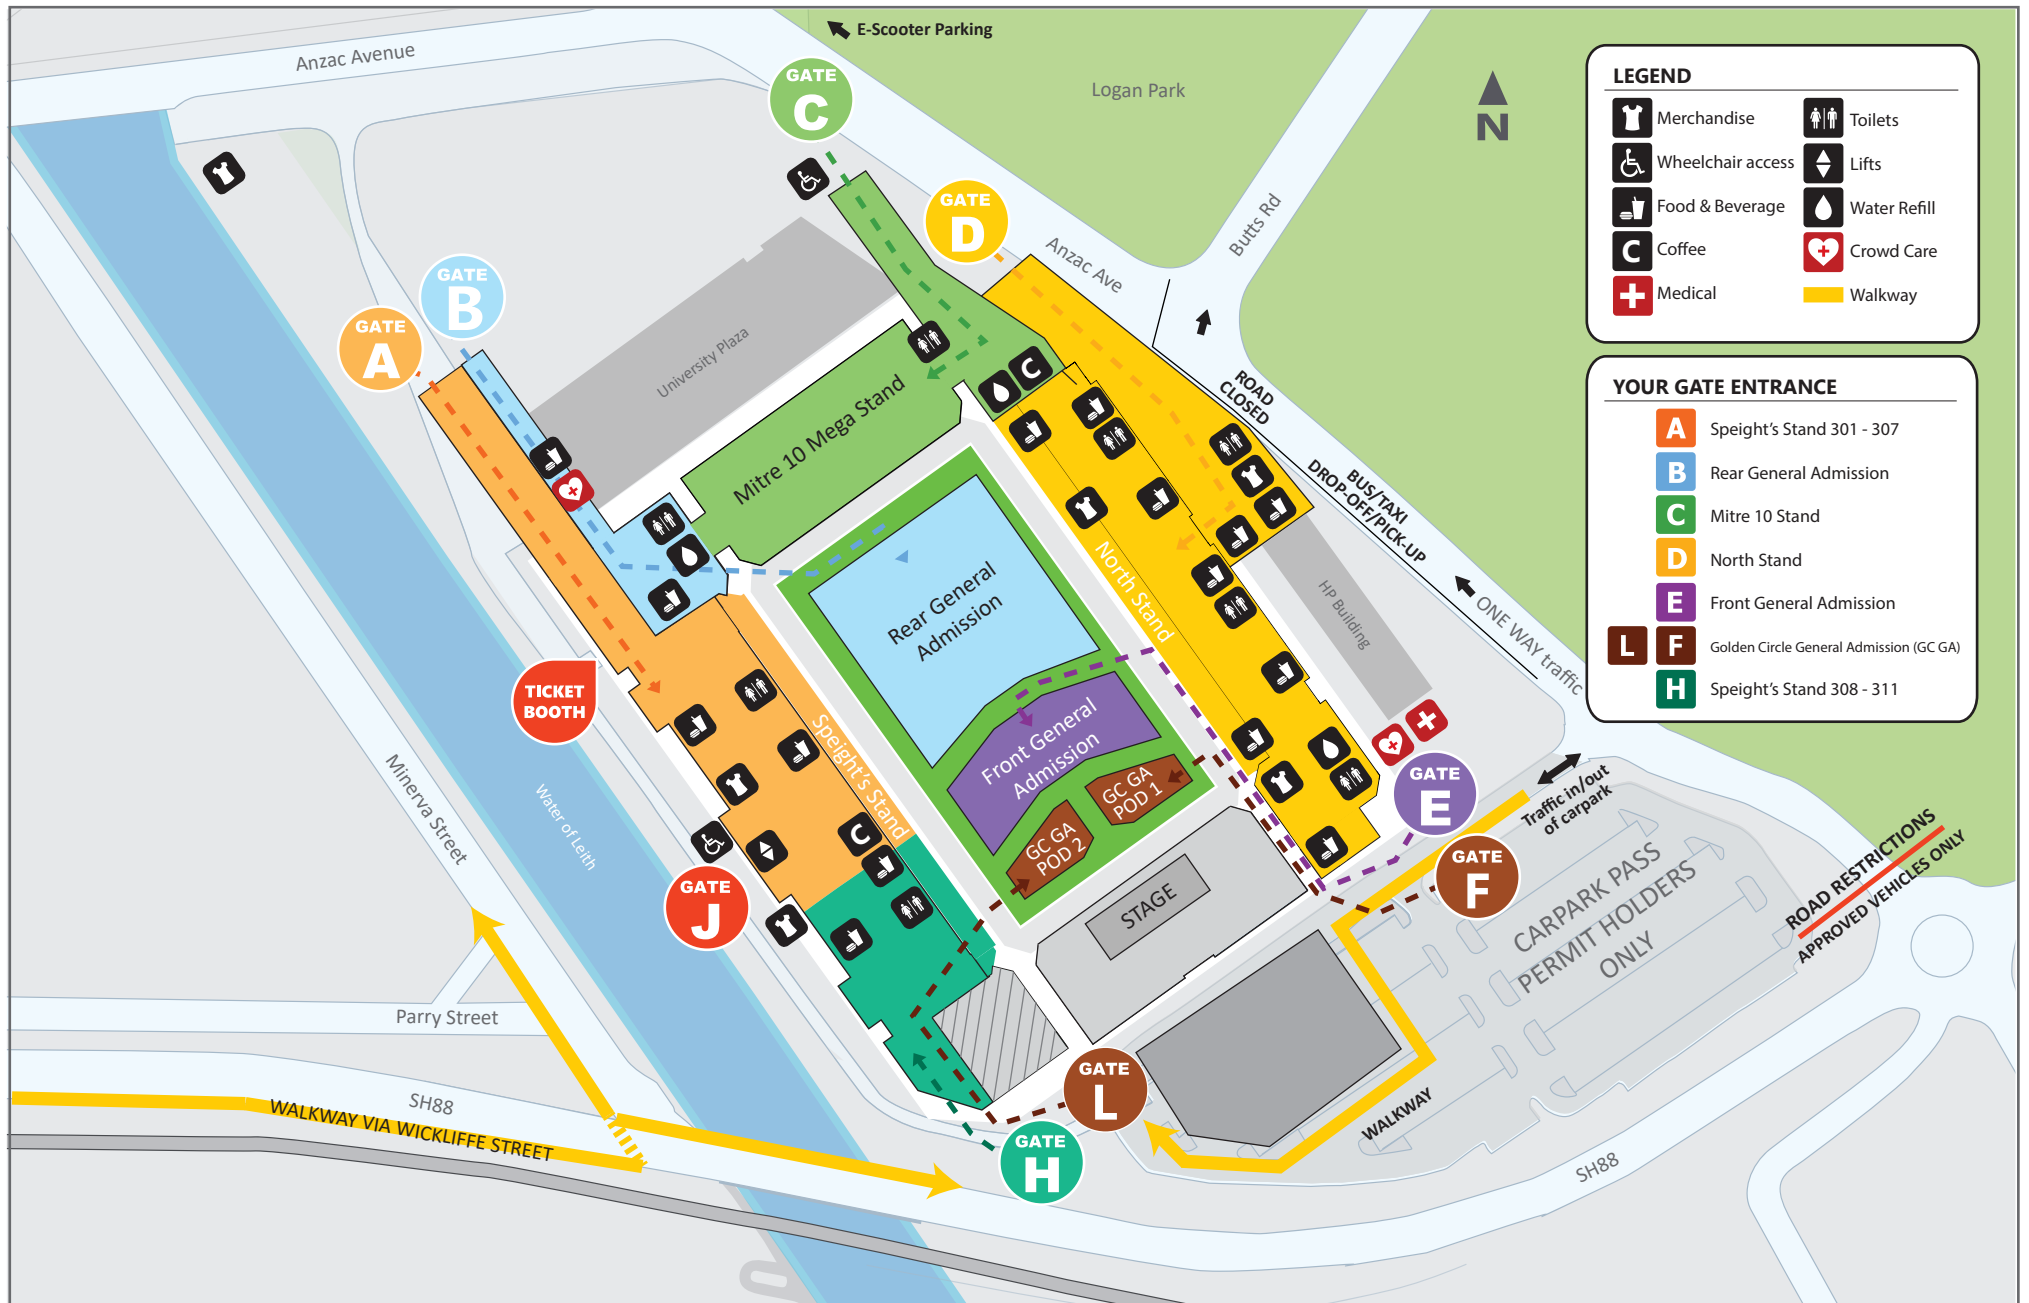 E-Scooter Parking
Anzac Avenue
Logan Park
N
GATE
C
GATE
D
GATE
B
GATE
A
Anzac Ave
Butts Rd
University Plaza
Mitre 10 Mega Stand
C
ROAD
CLOSED
BUS/TAXI
DROP-OFF/PICK-UP
ONE WAY traffic
HP Building
North Stand
Rear General
Admission
Front General
Admission
GC GA
POD 1
GC GA
POD 2
STAGE
Speight's Stand
C
TICKET
BOOTH
Water of Leith
Minerva Street
GATE
J
GATE
E
GATE
F
Traffic in/out
of carpark
CARPARK PASS
PERMIT HOLDERS
ONLY
ROAD RESTRICTIONS
APPROVED VEHICLES ONLY
Parry Street
SH88
WALKWAY VIA WICKLIFFE STREET
GATE
L
GATE
H
WALKWAY
SH88
LEGEND
Merchandise
Wheelchair access
Food & Beverage
C Coffee
Medical
Toilets
Lifts
Water Refill
Crowd Care
Walkway
YOUR GATE ENTRANCE
A Speight's Stand 301 - 307
B Rear General Admission
C Mitre 10 Stand
D North Stand
E Front General Admission
L F Golden Circle General Admission (GC GA)
H Speight's Stand 308 - 311